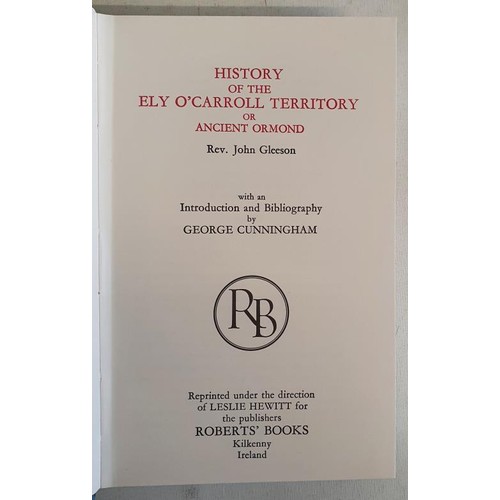 HISTORY
OF THE
ELY O'CARROLL TERRITORY
OR
ANCIENT ORMOND
Rev. John Gleeson
with an
Introduction and Bibliography
by
GEORGE CUNNINGHAM
RB
Reprinted under the direction
of LESLIE HEWITT for
the publishers
ROBERTS' BOOKS
Kilkenny
Ireland